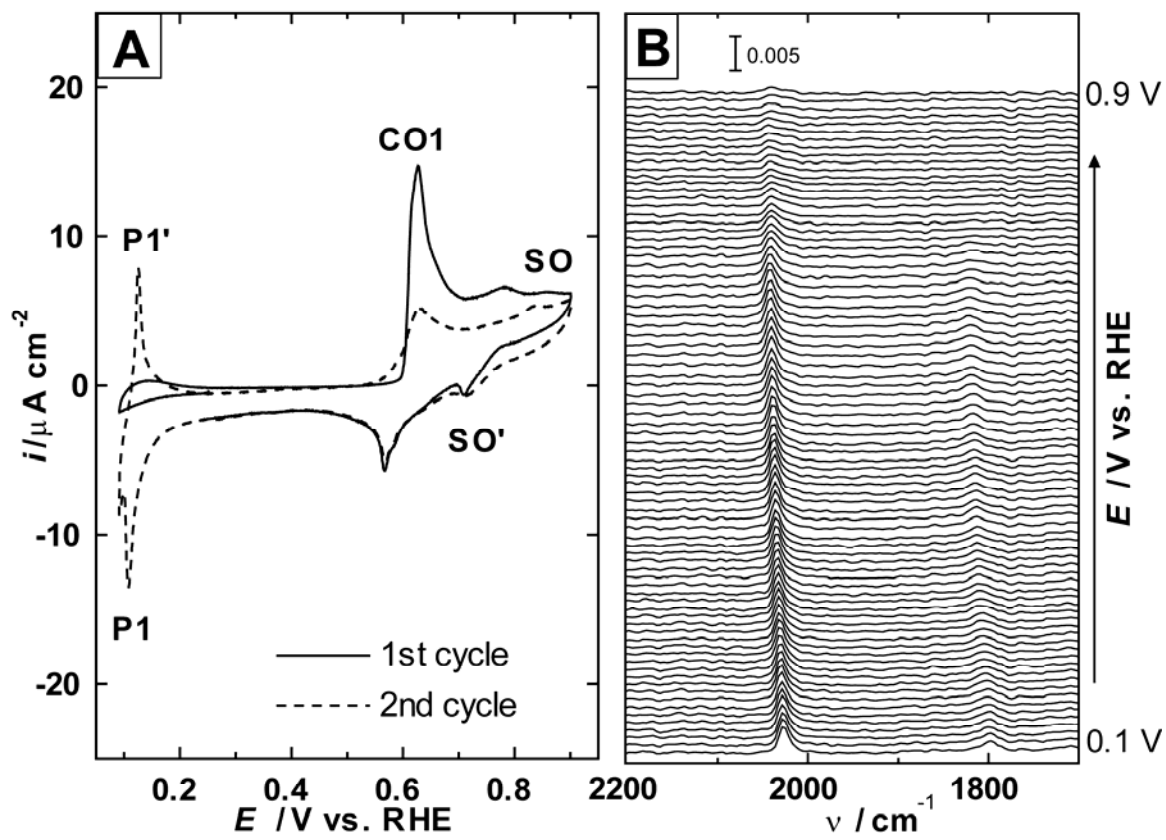 A
20
10
0
-10
-20
i /μA cm⁻²
0.2 0.4 0.6 0.8
E /V vs. RHE
CO1
P1'
SO
SO'
P1
1st cycle
2nd cycle
B
0.005
0.9 V
E /V vs. RHE
0.1 V
2200 2000 1800
ν / cm⁻¹